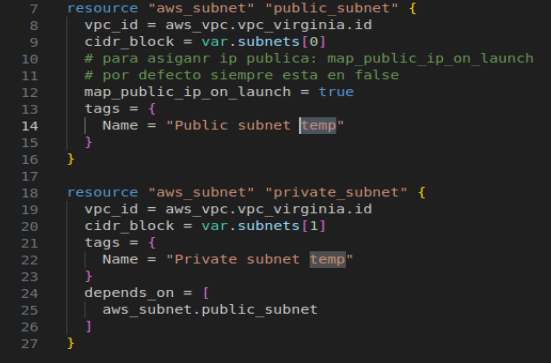 7 resource "aws_subnet" "public_subnet" {
8 vpc_id = aws_vpc.vpc_virginia.id
9 cidr_block = var.subnets[0]
10 # para asiganr ip publica: map_public_ip_on_launch
11 # por defecto siempre esta en false
12 map_public_ip_on_launch = true
13 tags = {
14 Name = "Public subnet temp"
15 }
16 }
17
18 resource "aws_subnet" "private_subnet" {
19 vpc_id = aws_vpc.vpc_virginia.id
20 cidr_block = var.subnets[1]
21 tags = {
22 Name = "Private subnet temp"
23 }
24 depends_on = [
25 aws_subnet.public_subnet
26 ]
27 }